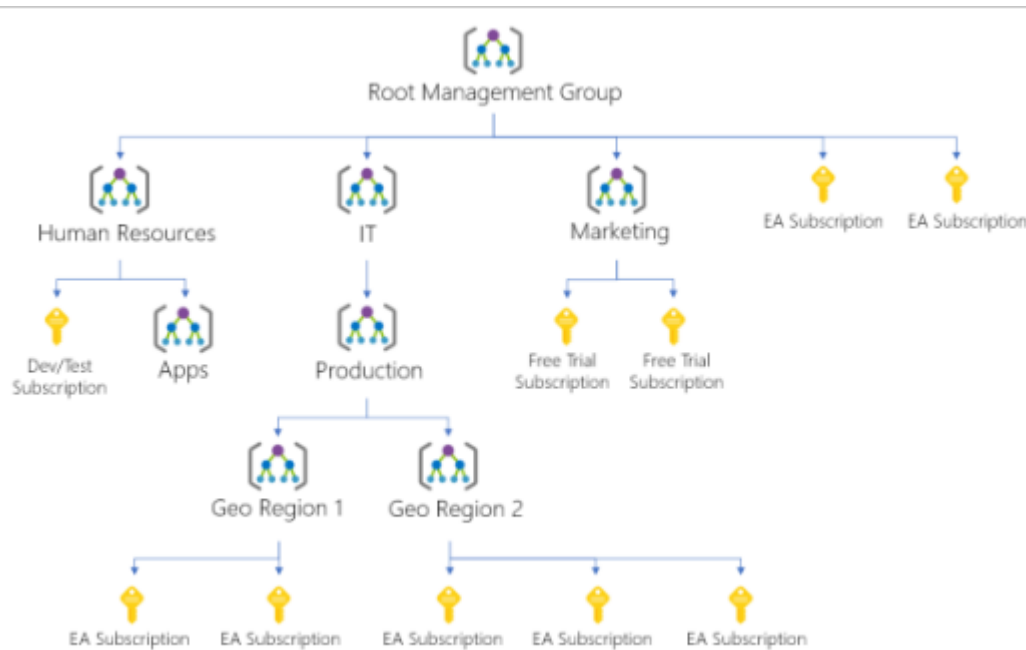 Root Management Group
Human Resources
IT
Marketing
EA Subscription
EA Subscription
Dev/Test
Subscription
Apps
Production
Free Trial
Subscription
Free Trial
Subscription
Geo Region 1
Geo Region 2
EA Subscription
EA Subscription
EA Subscription
EA Subscription
EA Subscription